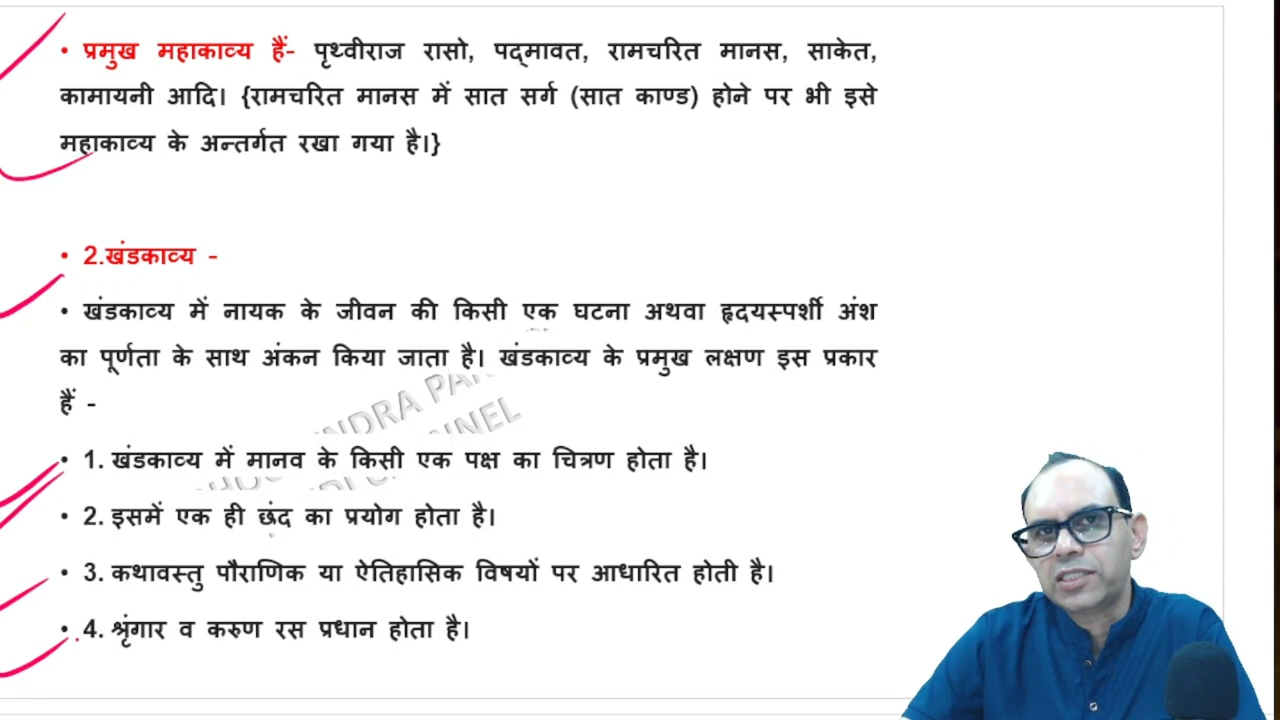 • प्रमुख महाकाव्य हैं- पृथ्वीराज रासो, पद्मावत, रामचरित मानस, साकेत,
कामायनी आदि। {रामचरित मानस में सात सर्ग (सात काण्ड) होने पर भी इसे
महाकाव्य के अन्तर्गत रखा गया है।}
• 2.खंडकाव्य -
• खंडकाव्य में नायक के जीवन की किसी एक घटना अथवा हृदयस्पर्शी अंश
का पूर्णता के साथ अंकन किया जाता है। खंडकाव्य के प्रमुख लक्षण इस प्रकार
हैं -
• 1. खंडकाव्य में मानव के किसी एक पक्ष का चित्रण होता है।
• 2. इसमें एक ही छंद का प्रयोग होता है।
• 3. कथावस्तु पौराणिक या ऐतिहासिक विषयों पर आधारित होती है।
• 4. श्रृंगार व करुण रस प्रधान होता है।